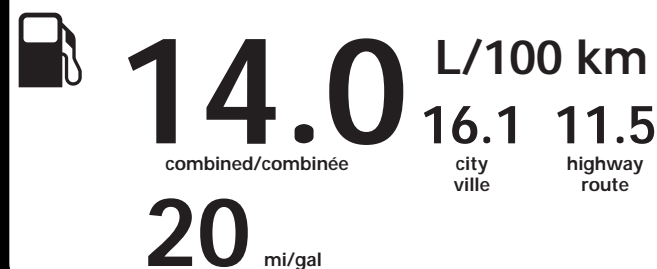 14.0 L/100 km
combined/combinée
16.1 11.5
city highway
ville route
20 mi/gal